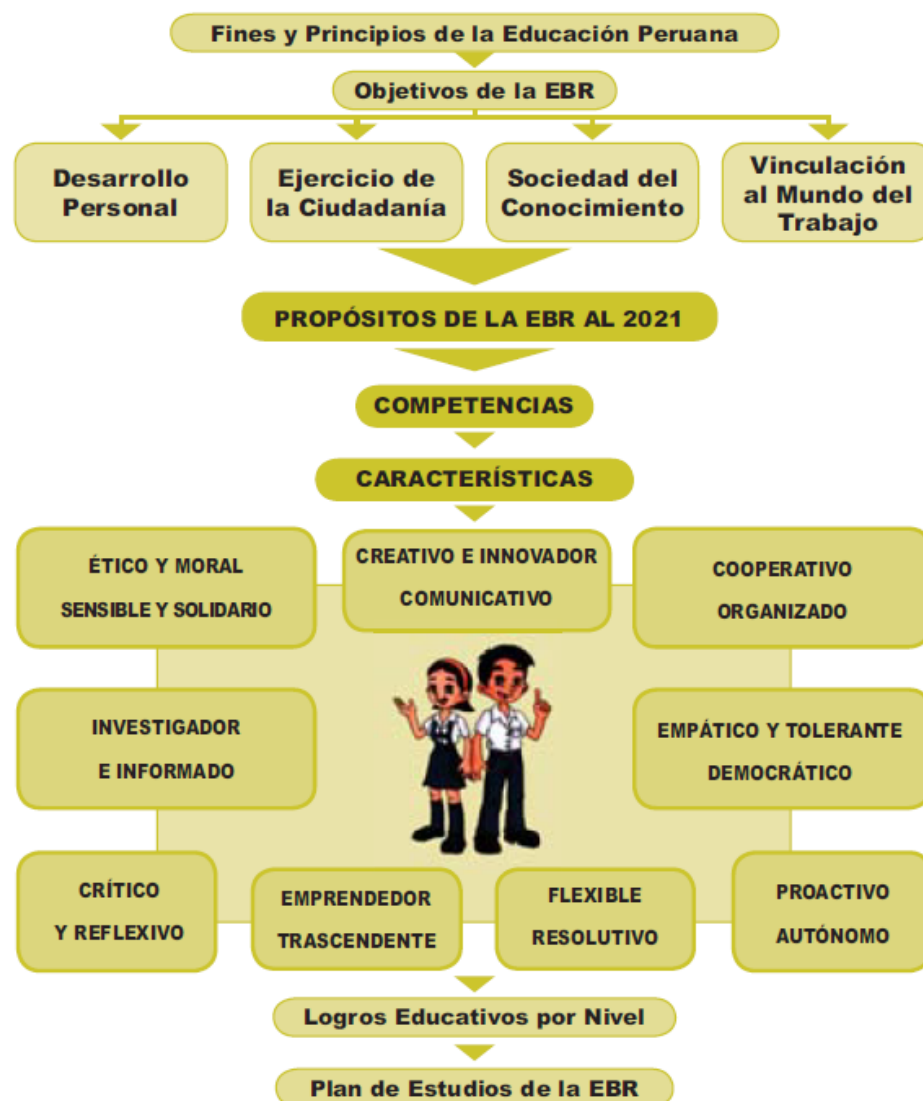 Fines y Principios de la Educación Peruana
Objetivos de la EBR
Desarrollo
Personal
Ejercicio de
la Ciudadanía
Sociedad del
Conocimiento
Vinculación
al Mundo del
Trabajo
PROPÓSITOS DE LA EBR AL 2021
COMPETENCIAS
CARACTERÍSTÍCAS
ÉTICO Y MORAL
SENSIBLE Y SOLIDARIO
CREATIVO E INNOVADOR
COMUNICATIVO
COOPERATIVO
ORGANIZADO
INVESTIGADOR
E INFORMADO
EMPÁTICO Y TOLERANTE
DEMOCRÁTICO
CRÍTICO
Y REFLEXIVO
EMPRENDEDOR
TRASCENDENTE
FLEXIBLE
RESOLUTIVO
PROACTIVO
AUTÓNOMO
Logros Educativos por Nivel
Plan de Estudios de la EBR